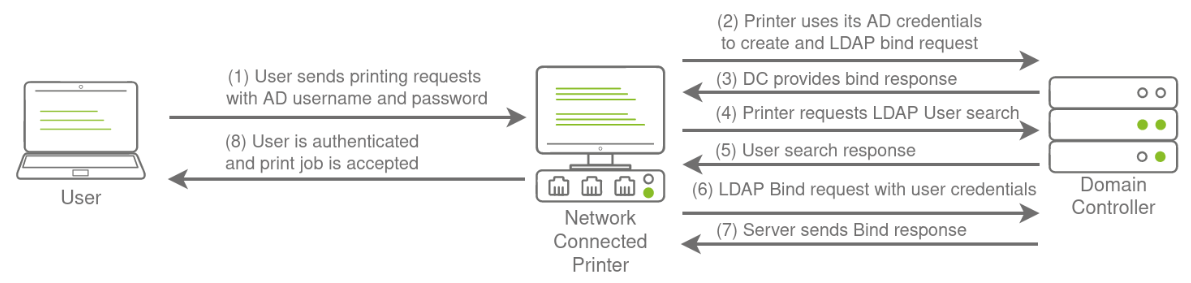 (1) User sends printing requests
with AD username and password
(8) User is authenticated
and print job is accepted
User
Network
Connected
Printer
(2) Printer uses its AD credentials
to create and LDAP bind request
(3) DC provides bind response
(4) Printer requests LDAP User search
(5) User search response
(6) LDAP Bind request with user credentials
(7) Server sends Bind response
Domain
Controller